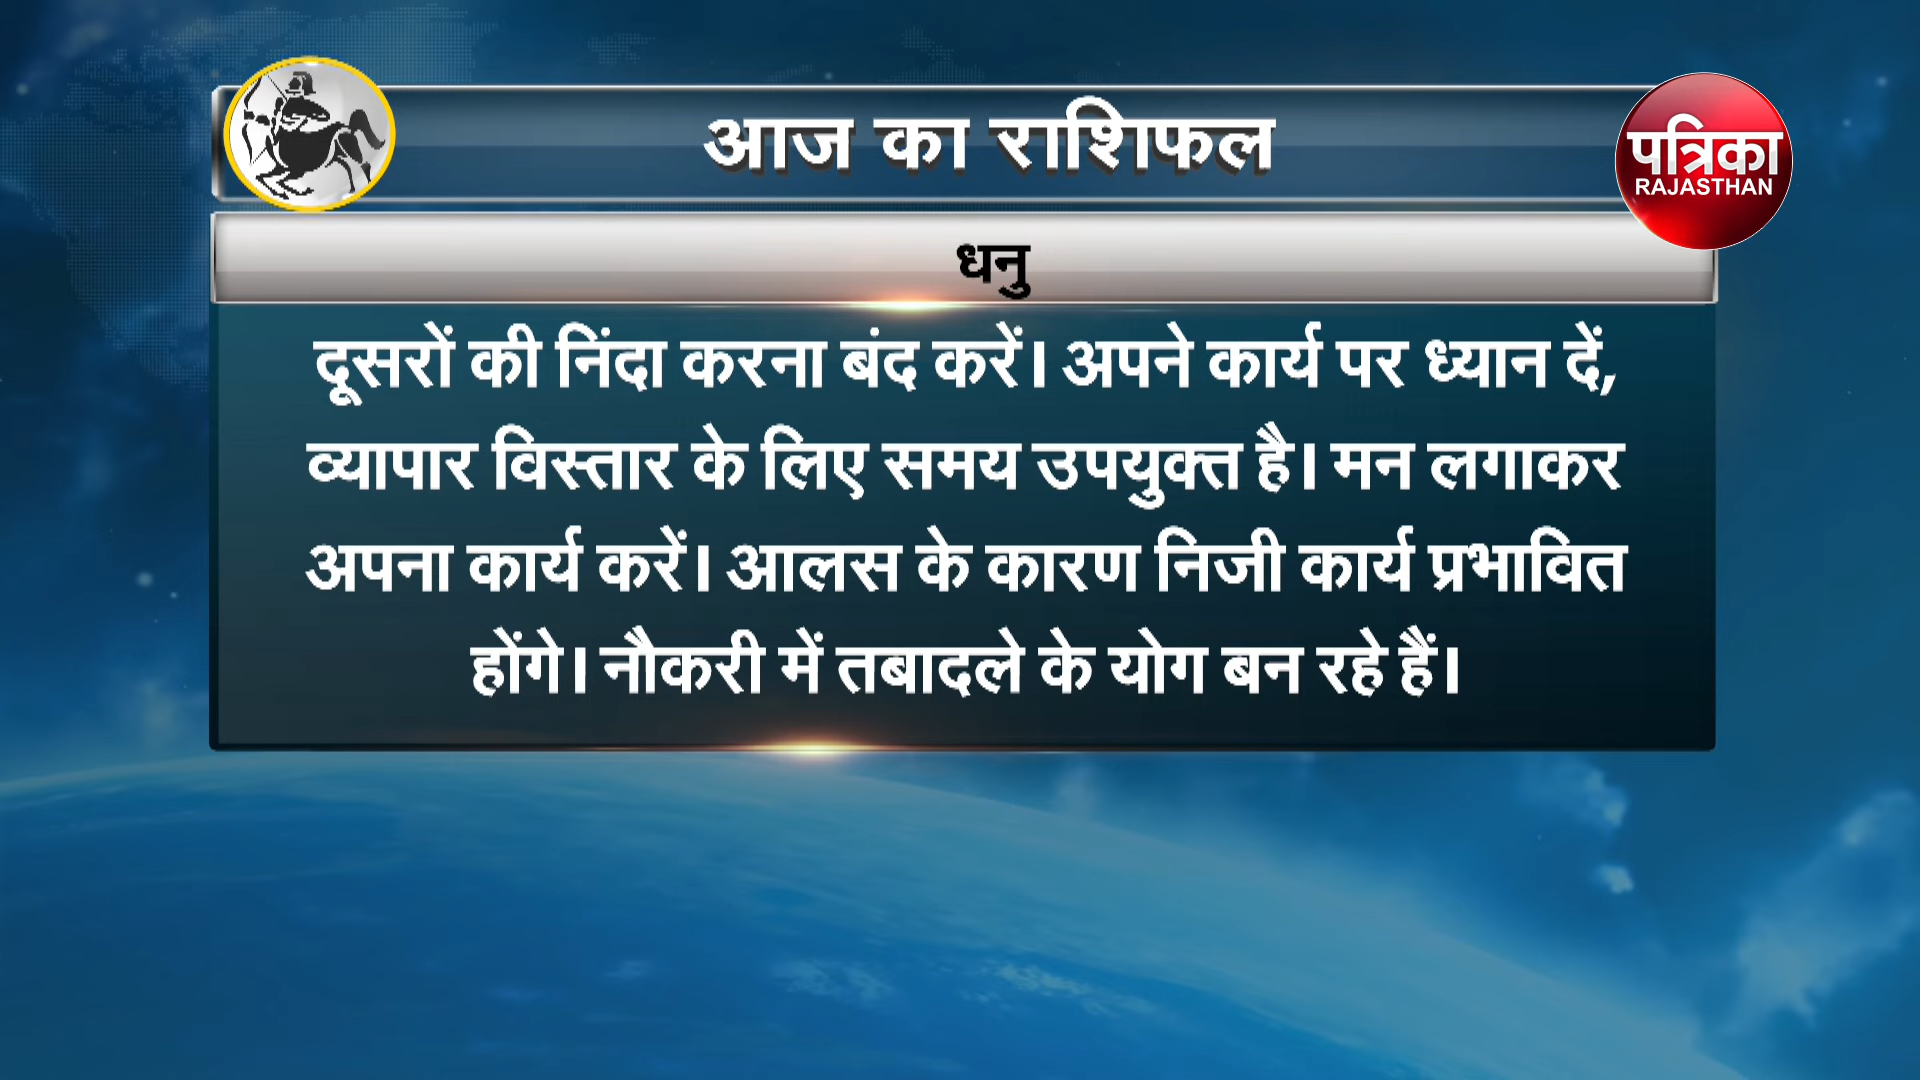 आज का राशिफल
पत्रिका
RAJASTHAN
धनु
दूसरों की निंदा करना बंद करें। अपने कार्य पर ध्यान दें,
व्यापार विस्तार के लिए समय उपयुक्त है। मन लगाकर
अपना कार्य करें। आलस के कारण निजी कार्य प्रभावित
होंगे। नौकरी में तबादले के योग बन रहे हैं।